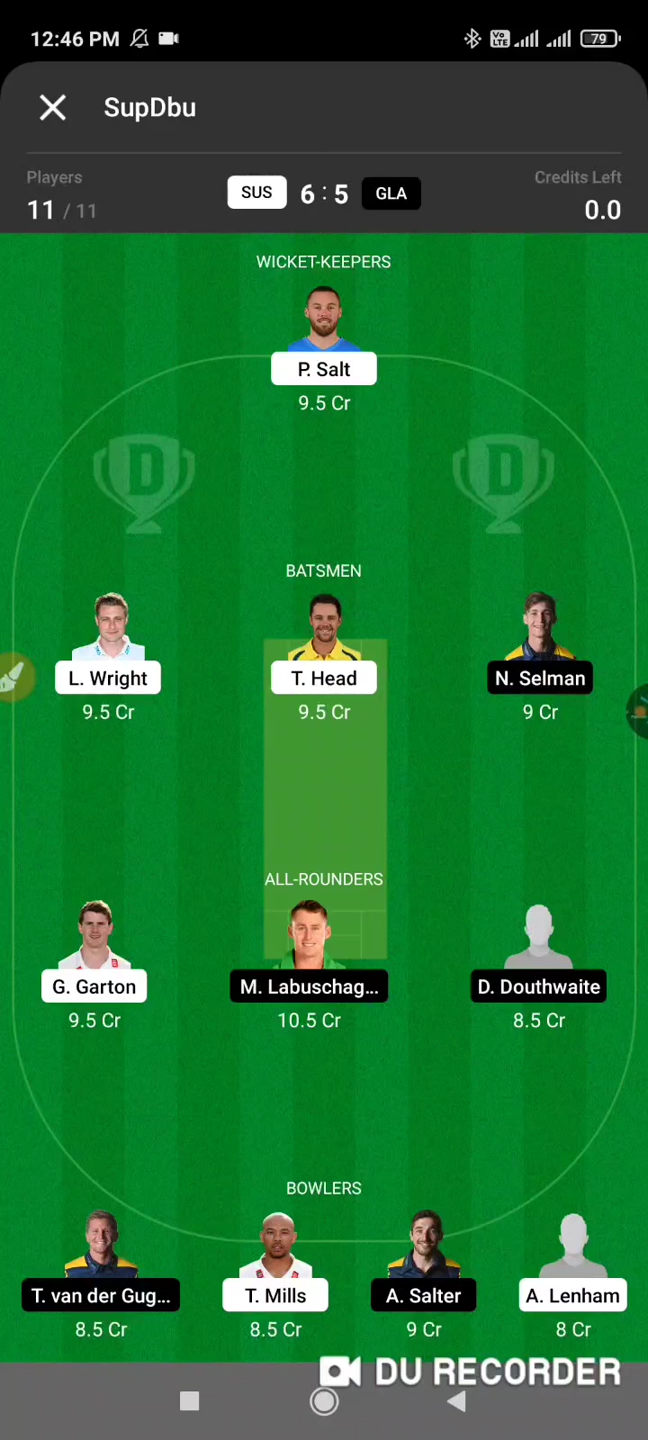 12:46 PM
Vo LTE
79
SupDbu
Players
Credits Left
11 / 11
SUS 6 : 5 GLA
0.0
WICKET-KEEPERS
P. Salt
9.5 Cr
D D
BATSMEN
L. Wright T. Head N. Selman
9.5 Cr 9.5 Cr 9 Cr
ALL-ROUNDERS
G. Garton M. Labuschag... D. Douthwaite
9.5 Cr 10.5 Cr 8.5 Cr
BOWLERS
T. van der Gug... T. Mills A. Salter A. Lenham
8.5 Cr 8.5 Cr 9 Cr 8 Cr
DU RECORDER